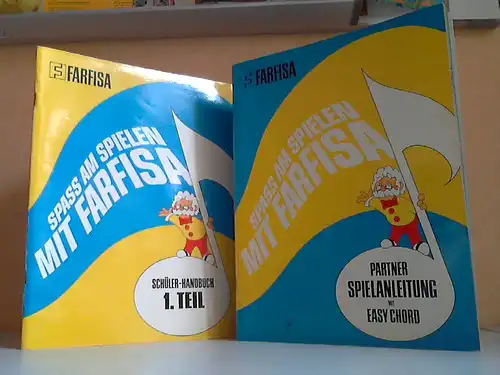 FARFISA
SPASS AM SPIELEN
MIT FARFISA
SCHÜLER-HANDBUCH
1. TEIL
FARFISA
SPASS AM SPIELEN
MIT FARFISA
PARTNER
SPIELANLEITUNG
MIT
EASY CHORD